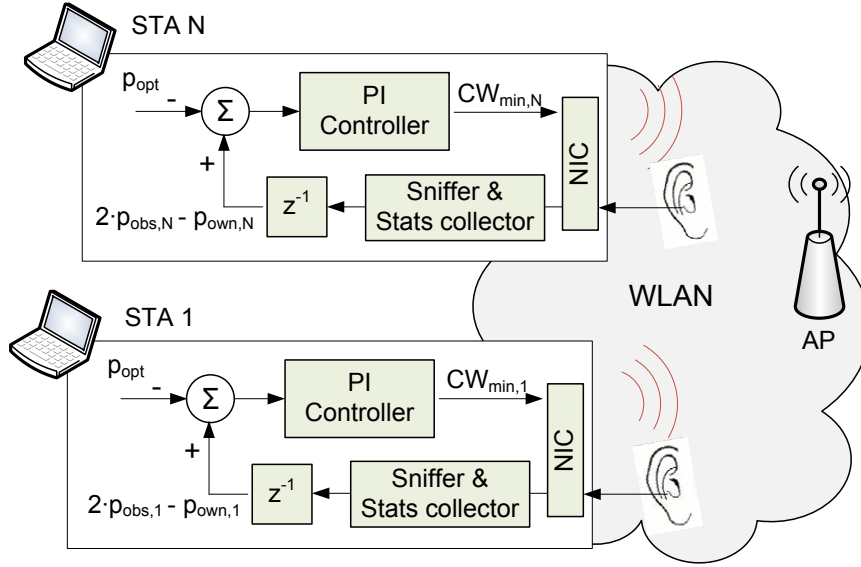 STA N
p_opt
-
Σ
+
PI
Controller
CW_min,N
NIC
2·p_obs,N - p_own,N
z^-1
Sniffer &
Stats collector
WLAN
AP
STA 1
p_opt
-
Σ
+
PI
Controller
CW_min,1
NIC
2·p_obs,1 - p_own,1
z^-1
Sniffer &
Stats collector